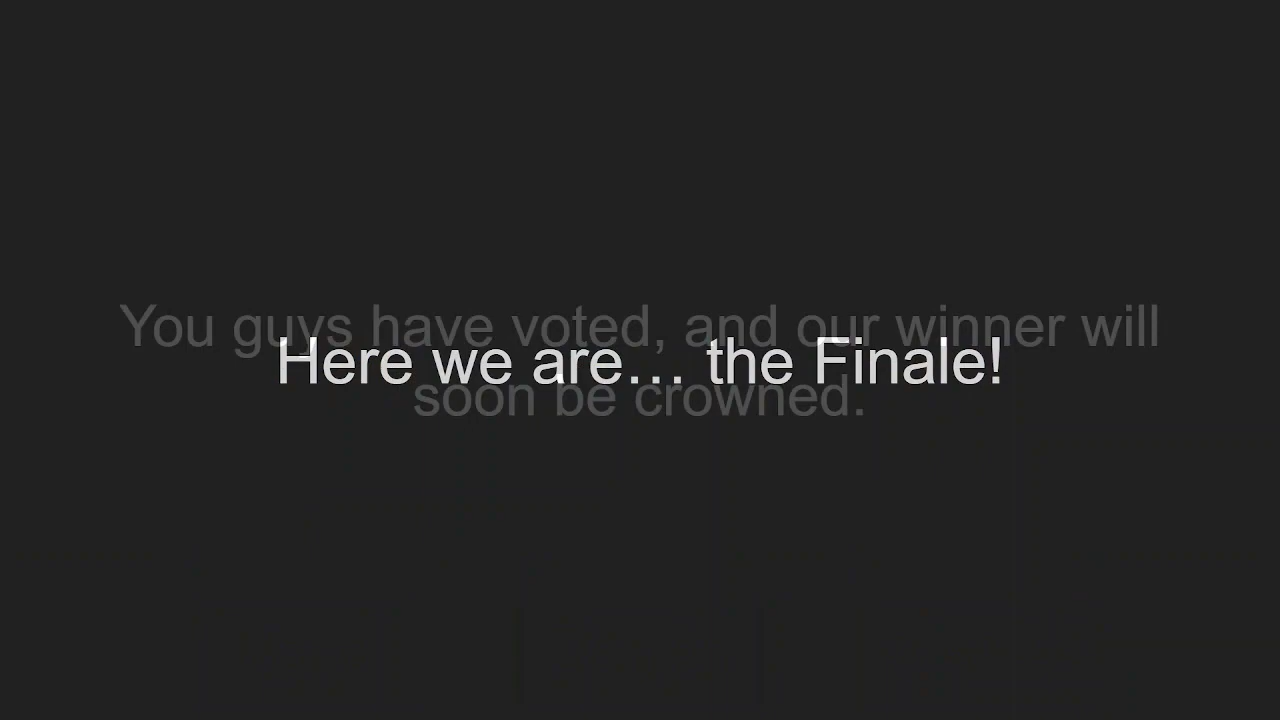 You guys have voted, and our winner will
Here we are… the Finale!
soon be crowned.